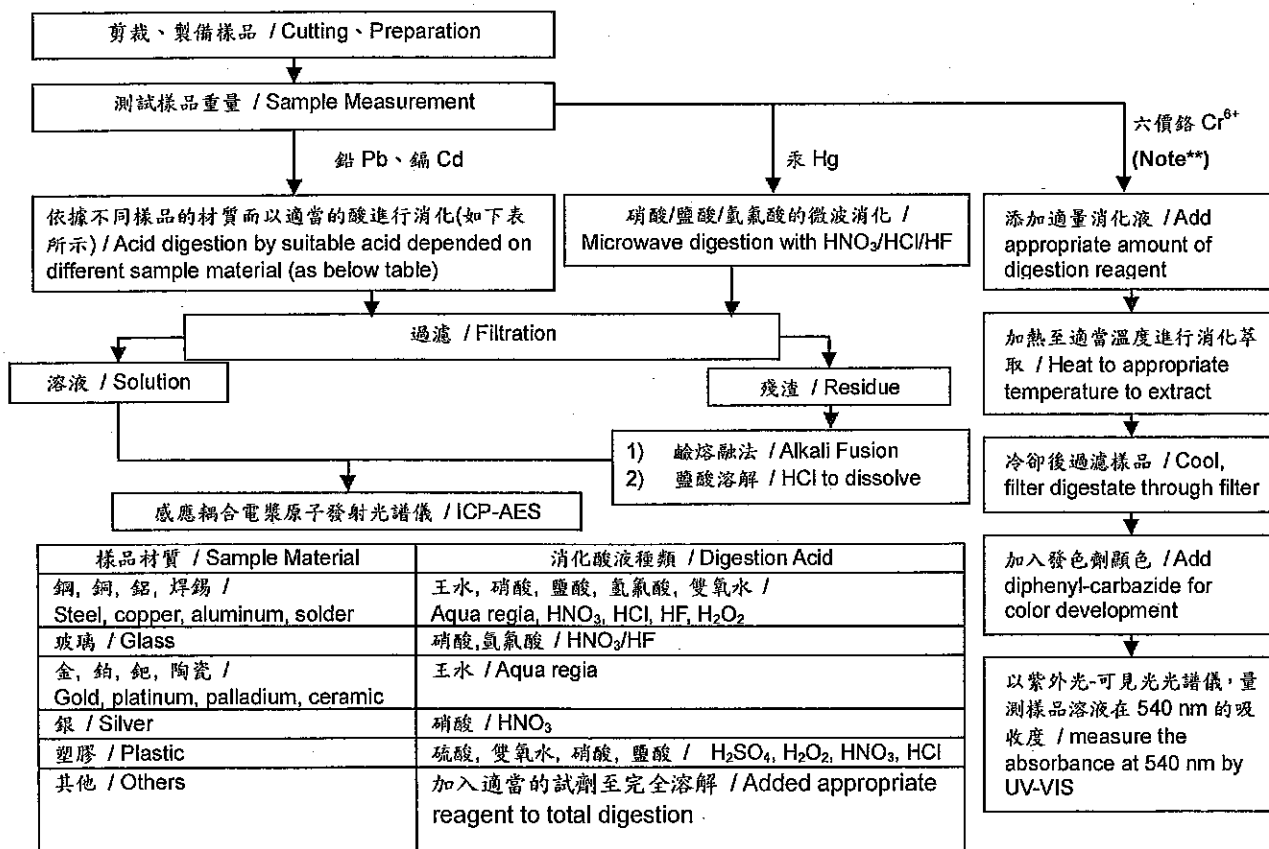 剪裁、製備樣品 / Cutting、Preparation
測試樣品重量 / Sample Measurement
鉛 Pb、鎘 Cd
汞 Hg
六價鉻 Cr⁶⁺
(Note**)
依據不同樣品的材質而以適當的酸進行消化(如下表
所示) / Acid digestion by suitable acid depended on
different sample material (as below table)
硝酸/鹽酸/氫氟酸的微波消化 /
Microwave digestion with HNO₃/HCl/HF
添加適量消化液 / Add
appropriate amount of
digestion reagent
過濾 / Filtration
溶液 / Solution
殘渣 / Residue
加熱至適當溫度進行消化萃
取 / Heat to appropriate
temperature to extract
1) 鹼熔融法 / Alkali Fusion
2) 鹽酸溶解 / HCl to dissolve
冷卻後過濾樣品 / Cool,
filter digestate through filter
感應耦合電漿原子發射光譜儀 / ICP-AES
加入發色劑顯色 / Add
diphenyl-carbazide for
color development
以紫外光-可見光光譜儀，量
測樣品溶液在 540 nm 的吸
收度 / measure the
absorbance at 540 nm by
UV-VIS
樣品材質 / Sample Material
消化酸液種類 / Digestion Acid
鋼, 銅, 鋁, 焊錫 /
Steel, copper, aluminum, solder
王水, 硝酸, 鹽酸, 氫氟酸, 雙氧水 /
Aqua regia, HNO₃, HCl, HF, H₂O₂
玻璃 / Glass
硝酸,氫氟酸 / HNO₃/HF
金, 鉑, 鈀, 陶瓷 /
Gold, platinum, palladium, ceramic
王水 / Aqua regia
銀 / Silver
硝酸 / HNO₃
塑膠 / Plastic
硫酸, 雙氧水, 硝酸, 鹽酸 / H₂SO₄, H₂O₂, HNO₃, HCl
其他 / Others
加入適當的試劑至完全溶解 / Added appropriate
reagent to total digestion